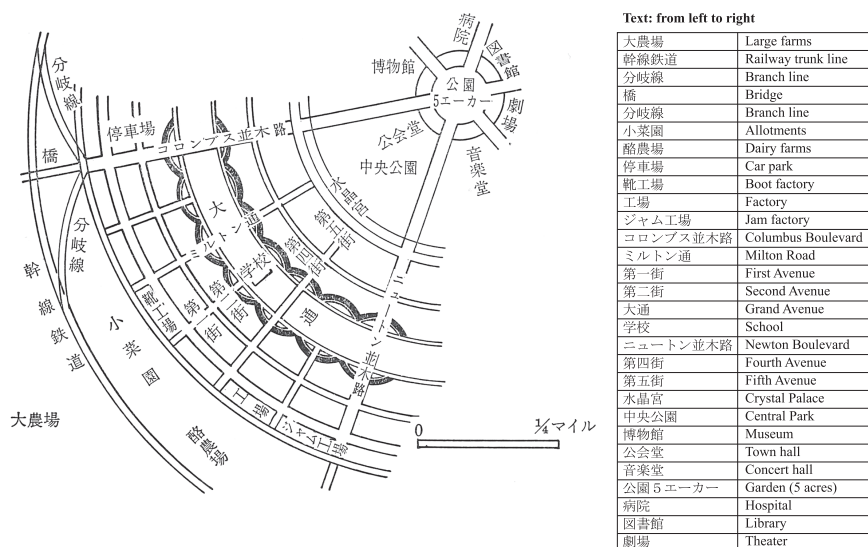 病院
図書館
博物館
公園
5エーカー
劇場
公会堂
音楽堂
中央公園
分岐線
停車場
コロンブス並木路
橋
水晶宮
大
通
ミルトン通
第五街
第四街
学校
分岐線
第二街
第一街
靴工場
ニュートン並木路
幹線鉄道
小菜園
大農場
酪農場
工場
ジャム工場
0
¼マイル
Text: from left to right
大農場 Large farms
幹線鉄道 Railway trunk line
分岐線 Branch line
橋 Bridge
分岐線 Branch line
小菜園 Allotments
酪農場 Dairy farms
停車場 Car park
靴工場 Boot factory
工場 Factory
ジャム工場 Jam factory
コロンブス並木路 Columbus Boulevard
ミルトン通 Milton Road
第一街 First Avenue
第二街 Second Avenue
大通 Grand Avenue
学校 School
ニュートン並木路 Newton Boulevard
第四街 Fourth Avenue
第五街 Fifth Avenue
水晶宮 Crystal Palace
中央公園 Central Park
博物館 Museum
公会堂 Town hall
音楽堂 Concert hall
公園５エーカー Garden (5 acres)
病院 Hospital
図書館 Library
劇場 Theater